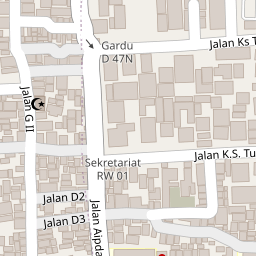 Gardu
D 47N
Jalan Ks T
Jalan G II
Jalan K.S. Tu
Sekretariat
RW 01
Jalan D2
Jalan D3
Jalan Aipda